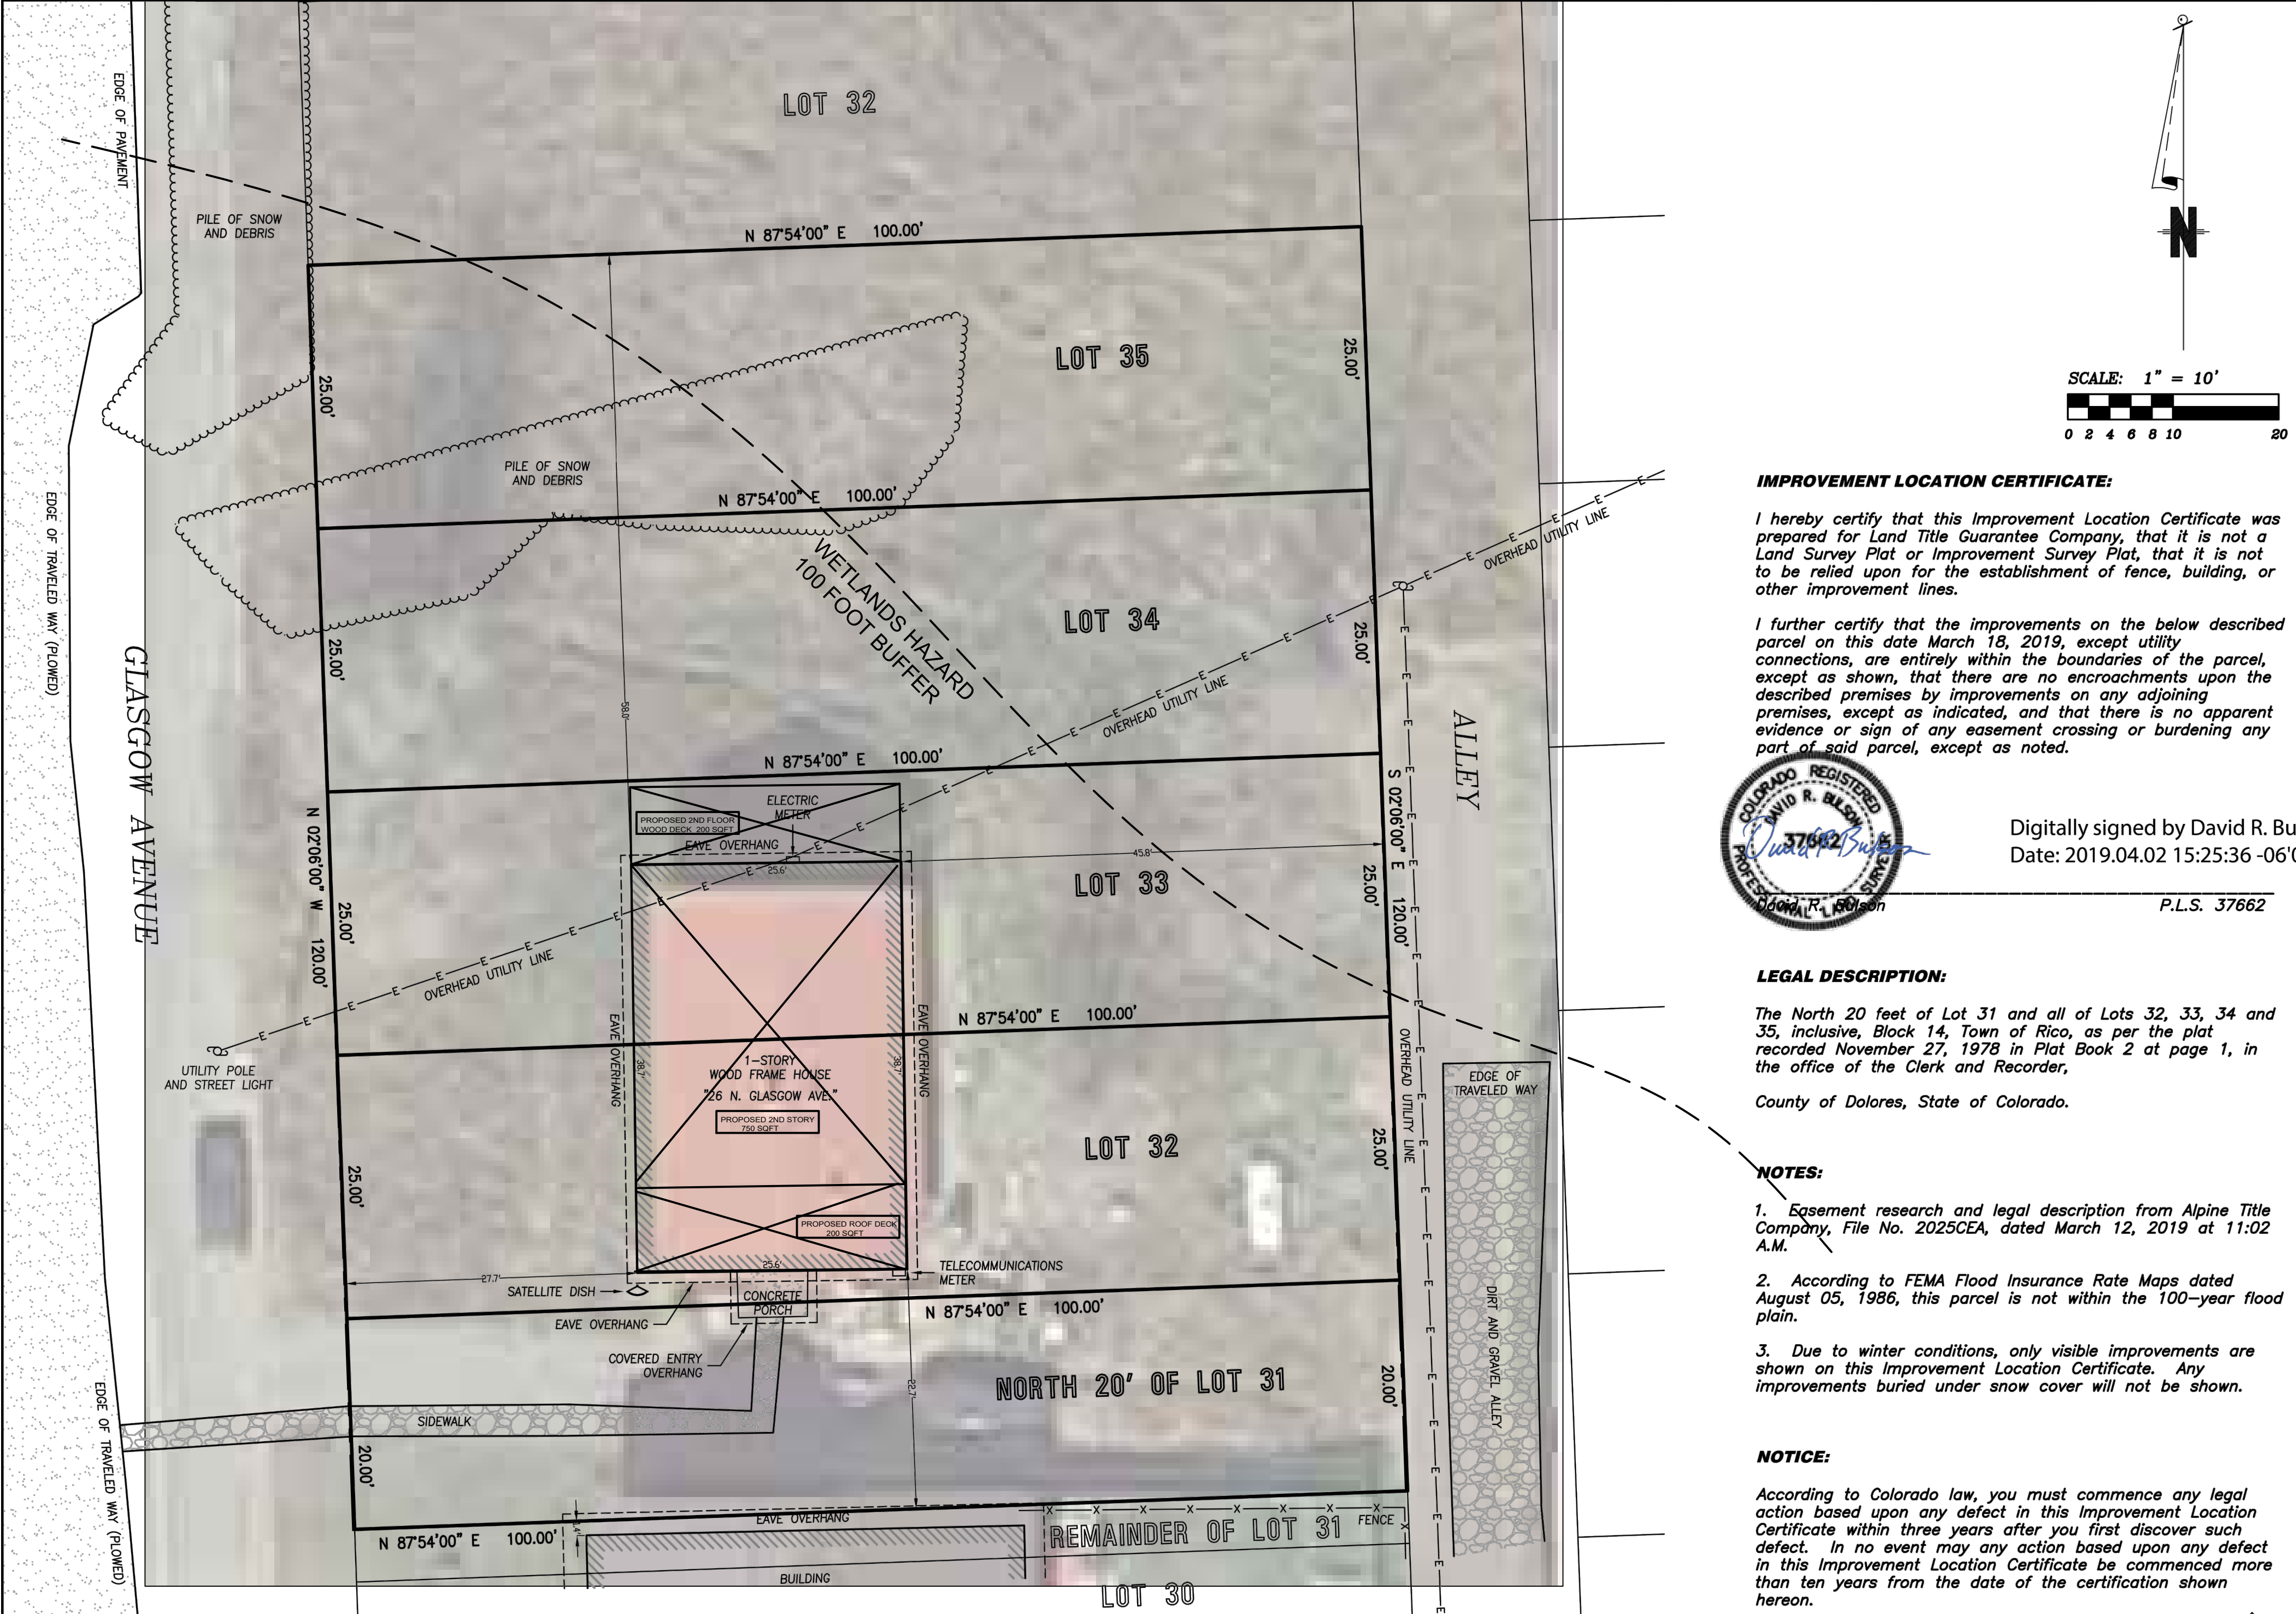 LOT 32
EDGE OF PAVEMENT
PILE OF SNOW
AND DEBRIS
N 87°54'00" E 100.00'
LOT 35
25.00'
25.00'
PILE OF SNOW
AND DEBRIS
N 87°54'00" E 100.00'
EDGE OF TRAVELED WAY (PLOWED)
GLASGOW AVENUE
WETLANDS HAZARD
100 FOOT BUFFER
LOT 34
25.00'
25.00'
58.0'
OVERHEAD UTILITY LINE
OVERHEAD UTILITY LINE
ALLEY
N 87°54'00" E 100.00'
S 02°06'00" E 120.00'
N 02°06'00" W 120.00'
ELECTRIC
METER
PROPOSED 2ND FLOOR
WOOD DECK 200 SQFT
EAVE OVERHANG
25.6'
45.8'
LOT 33
25.00'
25.00'
OVERHEAD UTILITY LINE
UTILITY POLE
AND STREET LIGHT
EAVE OVERHANG
EAVE OVERHANG
N 87°54'00" E 100.00'
OVERHEAD UTILITY LINE
38.7'
38.7'
1-STORY
WOOD FRAME HOUSE
"26 N. GLASGOW AVE."
PROPOSED 2ND STORY
750 SQFT
EDGE OF
TRAVELED WAY
LOT 32
25.00'
25.00'
PROPOSED ROOF DECK
200 SQFT
25.6'
27.7'
SATELLITE DISH
TELECOMMUNICATIONS
METER
CONCRETE
PORCH
EAVE OVERHANG
N 87°54'00" E 100.00'
COVERED ENTRY
OVERHANG
22.7'
NORTH 20' OF LOT 31
20.00'
20.00'
DIRT AND GRAVEL ALLEY
SIDEWALK
EDGE OF TRAVELED WAY (PLOWED)
N 87°54'00" E 100.00'
EAVE OVERHANG
1.4'
FENCE
REMAINDER OF LOT 31
BUILDING
LOT 30
N
SCALE: 1" = 10'
0 2 4 6 8 10 20
IMPROVEMENT LOCATION CERTIFICATE:
I hereby certify that this Improvement Location Certificate was
prepared for Land Title Guarantee Company, that it is not a
Land Survey Plat or Improvement Survey Plat, that it is not
to be relied upon for the establishment of fence, building, or
other improvement lines.
I further certify that the improvements on the below described
parcel on this date March 18, 2019, except utility
connections, are entirely within the boundaries of the parcel,
except as shown, that there are no encroachments upon the
described premises by improvements on any adjoining
premises, except as indicated, and that there is no apparent
evidence or sign of any easement crossing or burdening any
part of said parcel, except as noted.
COLORADO REGISTERED
DAVID R. BULSON
37662
PROFESSIONAL LAND SURVEYOR
Digitally signed by David R. Bu
Date: 2019.04.02 15:25:36 -06'0
David R. Bulson
P.L.S. 37662
LEGAL DESCRIPTION:
The North 20 feet of Lot 31 and all of Lots 32, 33, 34 and
35, inclusive, Block 14, Town of Rico, as per the plat
recorded November 27, 1978 in Plat Book 2 at page 1, in
the office of the Clerk and Recorder,
County of Dolores, State of Colorado.
NOTES:
1. Easement research and legal description from Alpine Title
Company, File No. 2025CEA, dated March 12, 2019 at 11:02
A.M.
2. According to FEMA Flood Insurance Rate Maps dated
August 05, 1986, this parcel is not within the 100-year flood
plain.
3. Due to winter conditions, only visible improvements are
shown on this Improvement Location Certificate. Any
improvements buried under snow cover will not be shown.
NOTICE:
According to Colorado law, you must commence any legal
action based upon any defect in this Improvement Location
Certificate within three years after you first discover such
defect. In no event may any action based upon any defect
in this Improvement Location Certificate be commenced more
than ten years from the date of the certification shown
hereon.